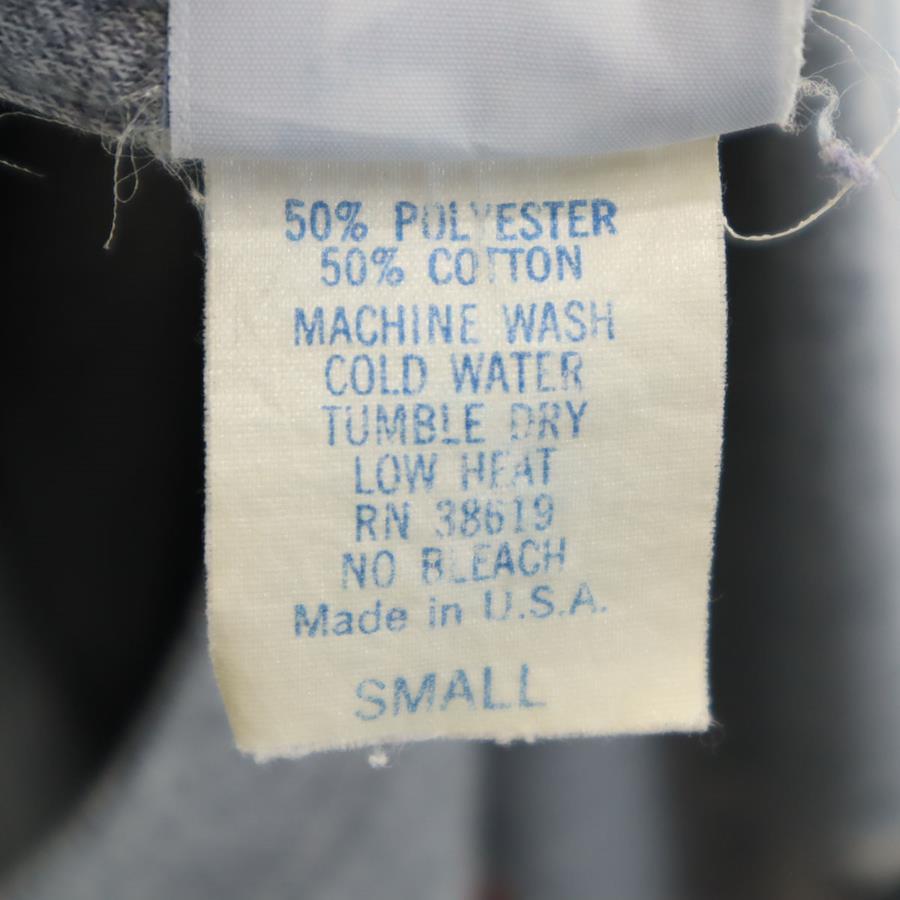 50% POLYESTER
50% COTTON
MACHINE WASH
COLD WATER
TUMBLE DRY
LOW HEAT
RN 38619
NO BLEACH
Made in U.S.A.
SMALL